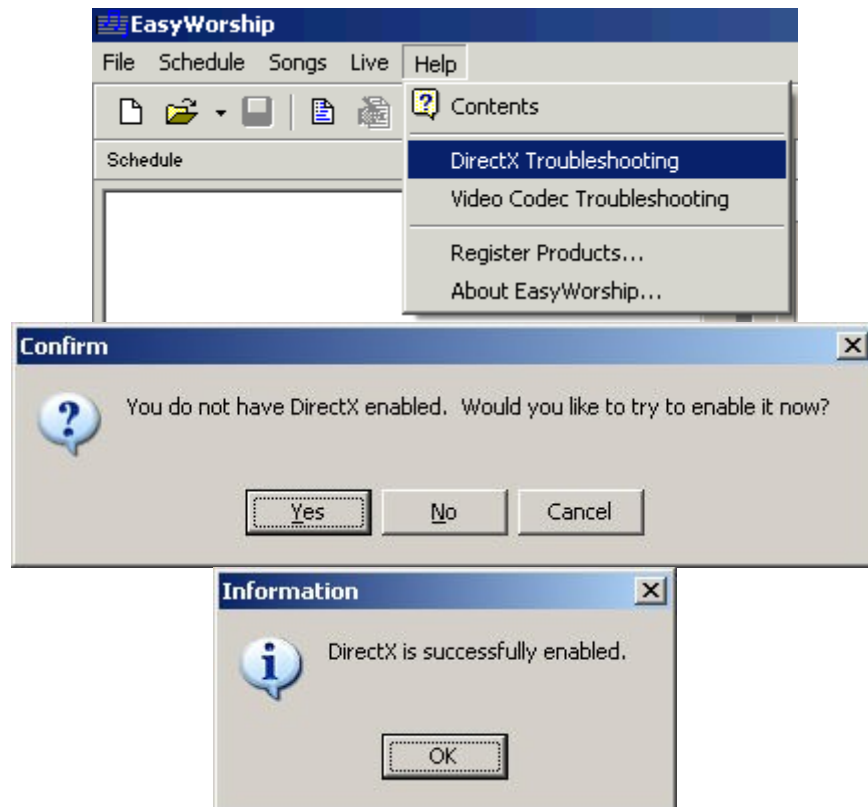 EasyWorship
File Schedule Songs Live Help
Contents
Schedule
DirectX Troubleshooting
Video Codec Troubleshooting
Register Products...
About EasyWorship...
Confirm
You do not have DirectX enabled. Would you like to try to enable it now?
Yes No Cancel
Information
DirectX is successfully enabled.
OK